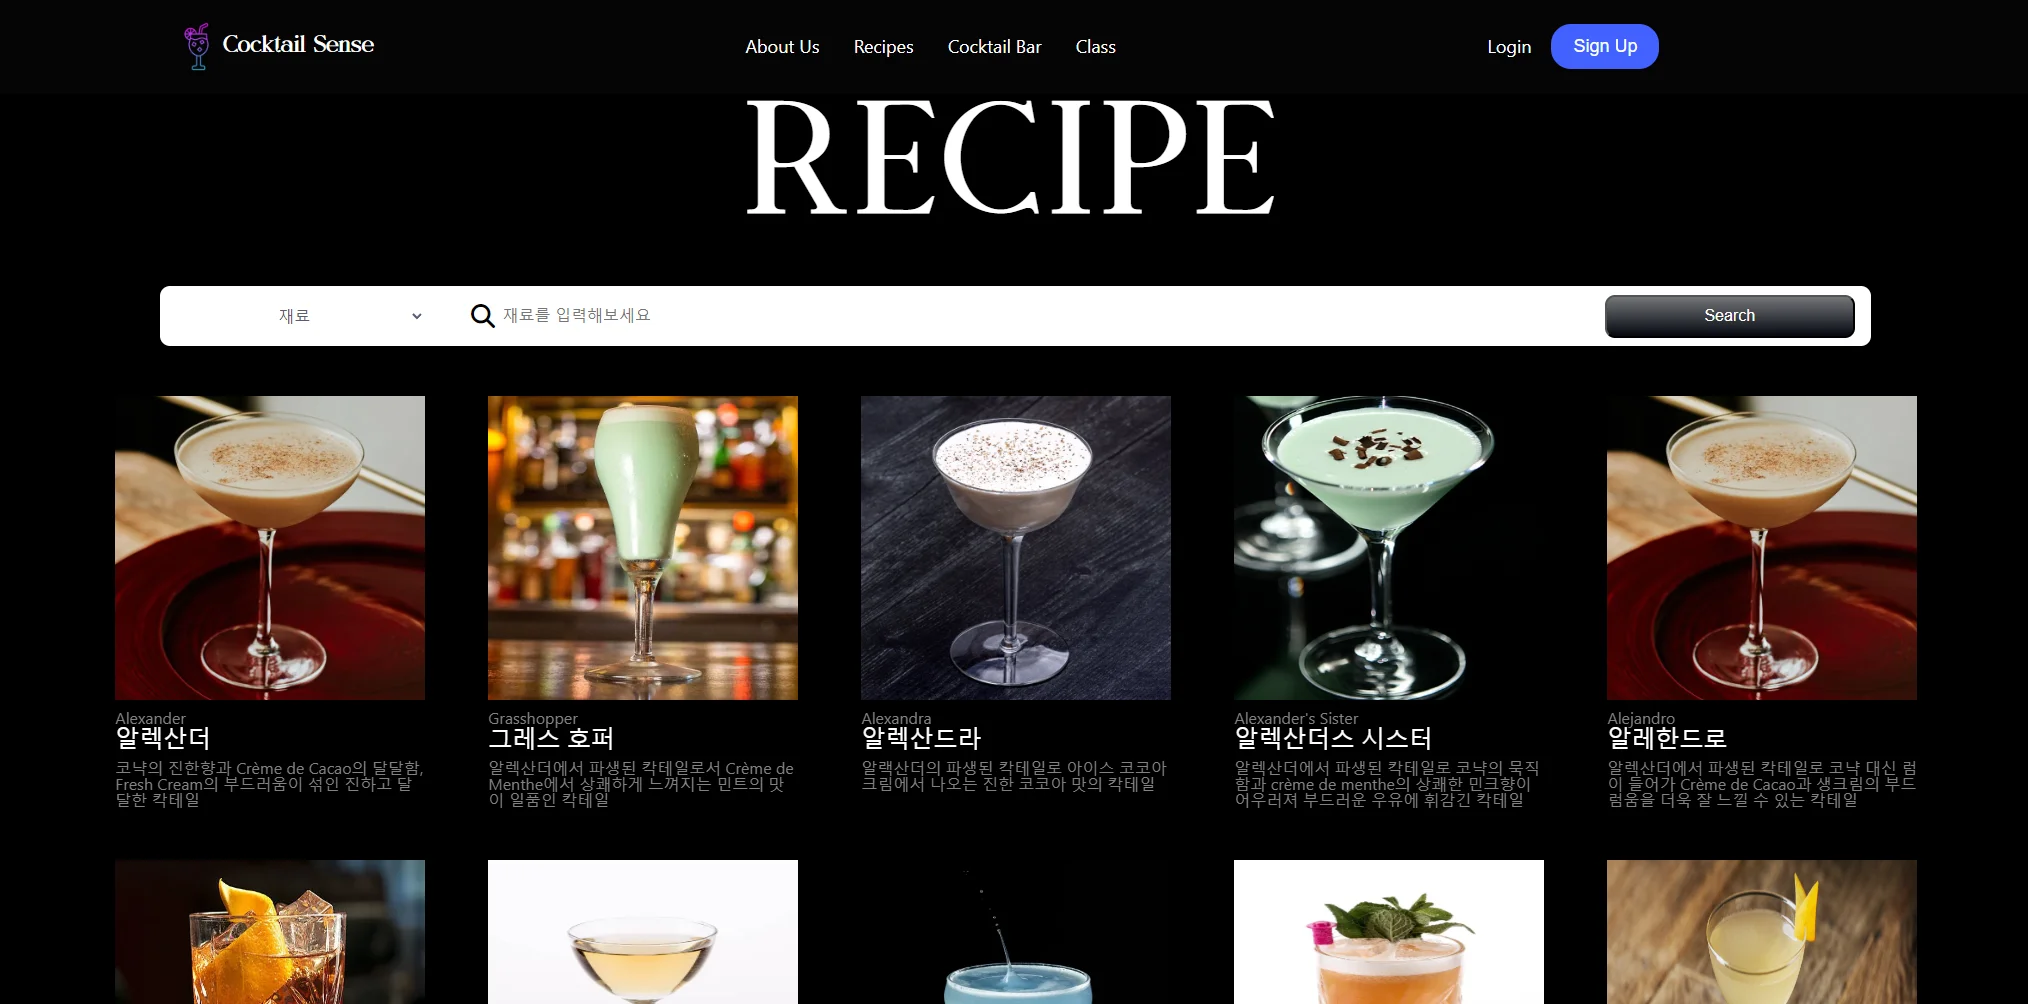 Cocktail Sense
About Us
Recipes
Cocktail Bar
Class
Login
Sign Up
RECIPE
재료
재료를 입력해보세요
Search
Alexander
알렉산더
코냑의 진한향과 Crème de Cacao의 달달함,
Fresh Cream의 부드러움이 섞인 진하고 달
달한 칵테일
Grasshopper
그레스 호퍼
알렉산더에서 파생된 칵테일로서 Crème de
Menthe에서 상쾌하게 느껴지는 민트의 맛
이 일품인 칵테일
Alexandra
알렉산드라
알랙산더의 파생된 칵테일로 아이스 코코아
크림에서 나오는 진한 코코아 맛의 칵테일
Alexander's Sister
알렉산더스 시스터
알렉산더에서 파생된 칵테일로 코냑의 묵직
함과 crème de menthe의 상쾌한 민크향이
어우러져 부드러운 우유에 휘감긴 칵테일
Alejandro
알레한드로
알렉산더에서 파생된 칵테일로 코냑 대신 럼
이 들어가 Crème de Cacao과 생크림의 부드
럼움을 더욱 잘 느낄 수 있는 칵테일